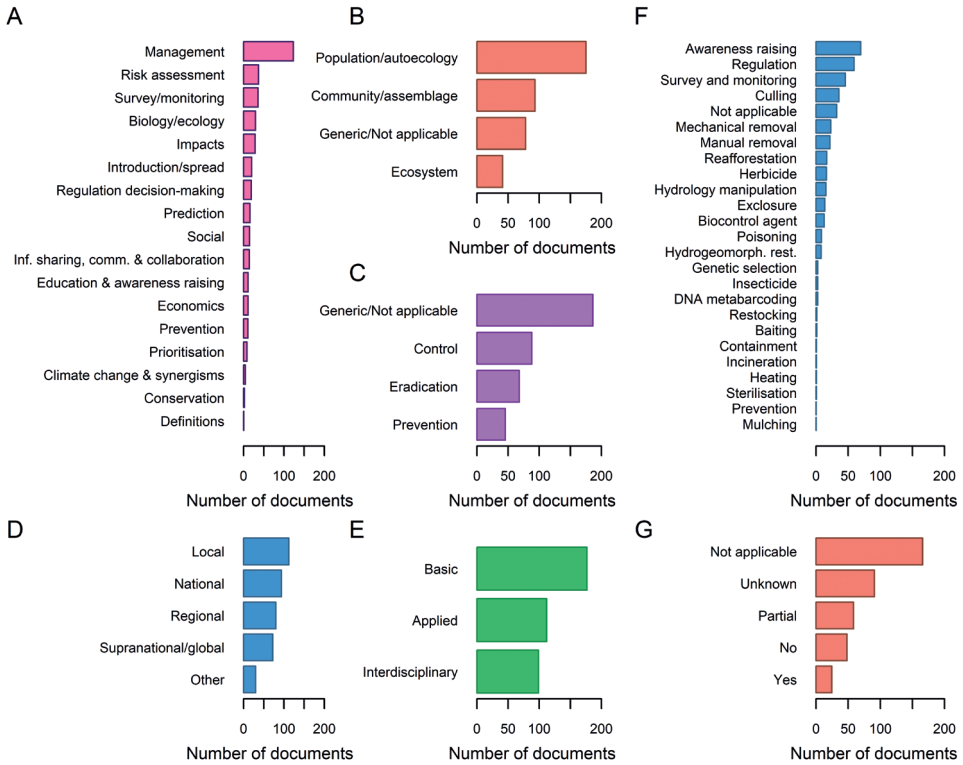 A
Management
Risk assessment
Survey/monitoring
Biology/ecology
Impacts
Introduction/spread
Regulation decision-making
Prediction
Social
Inf. sharing, comm. & collaboration
Education & awareness raising
Economics
Prevention
Prioritisation
Climate change & synergisms
Conservation
Definitions
0 100 200
Number of documents
B
Population/autoecology
Community/assemblage
Generic/Not applicable
Ecosystem
0 50 100 200
Number of documents
C
Generic/Not applicable
Control
Eradication
Prevention
0 50 100 200
Number of documents
F
Awareness raising
Regulation
Survey and monitoring
Culling
Not applicable
Mechanical removal
Manual removal
Reafforestation
Herbicide
Hydrology manipulation
Exclosure
Biocontrol agent
Poisoning
Hydrogeomorph. rest.
Genetic selection
Insecticide
DNA metabarcoding
Restocking
Baiting
Containment
Incineration
Heating
Sterilisation
Prevention
Mulching
0 50 100 200
Number of documents
D
Local
National
Regional
Supranational/global
Other
0 100 200
Number of documents
E
Basic
Applied
Interdisciplinary
0 50 100 200
Number of documents
G
Not applicable
Unknown
Partial
No
Yes
0 50 100 200
Number of documents